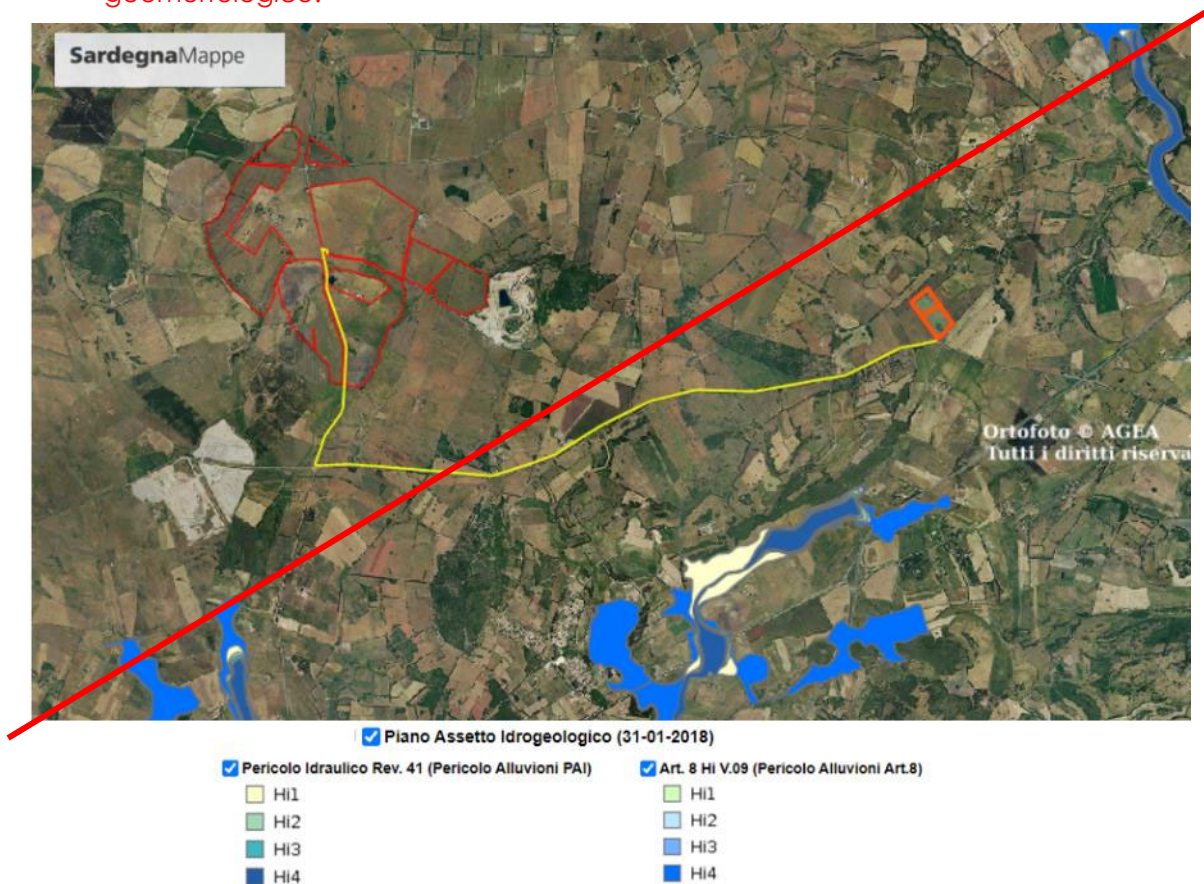 geomorfologico.
SardegnaMappe
Ortofoto © AGEA
Tutti i diritti riserva
Piano Assetto Idrogeologico (31-01-2018)
Pericolo Idraulico Rev. 41 (Pericolo Alluvioni PAI)
Hi1
Hi2
Hi3
Hi4
Art. 8 Hi V.09 (Pericolo Alluvioni Art.8)
Hi1
Hi2
Hi3
Hi4